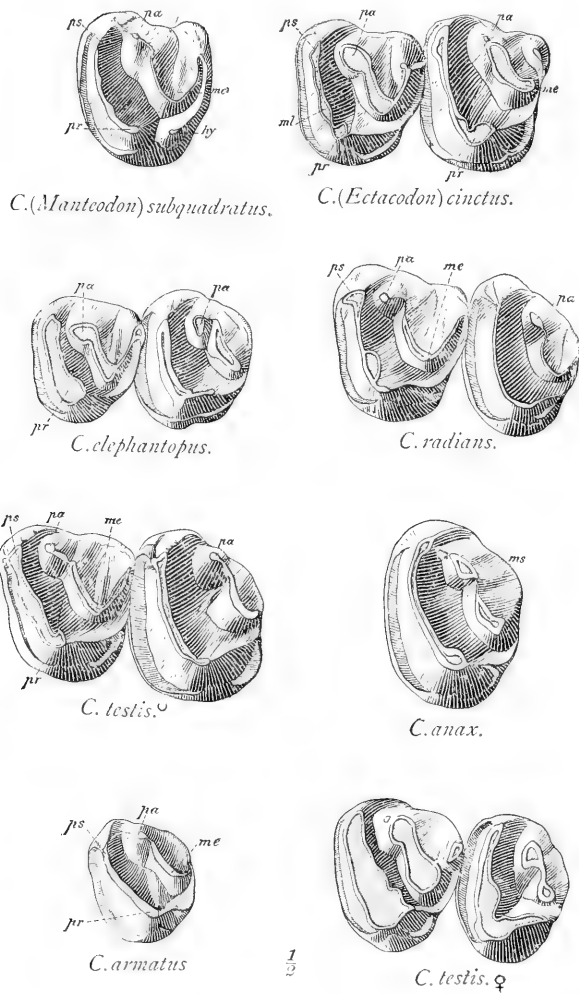 ps pa
me
pr hy
C.(Manteodon) subquadratus.
pa
ps pa
ml me
pr pr
C.(Ectacodon) cinctus.
pa pa
pr
C. elephantopus.
ps pa me
pa
C. radians.
ps pa me pa
pr
C. testis.
ms
C. anax.
pa
ps me
pr
C. armatus
1
2
C. testis. ♀